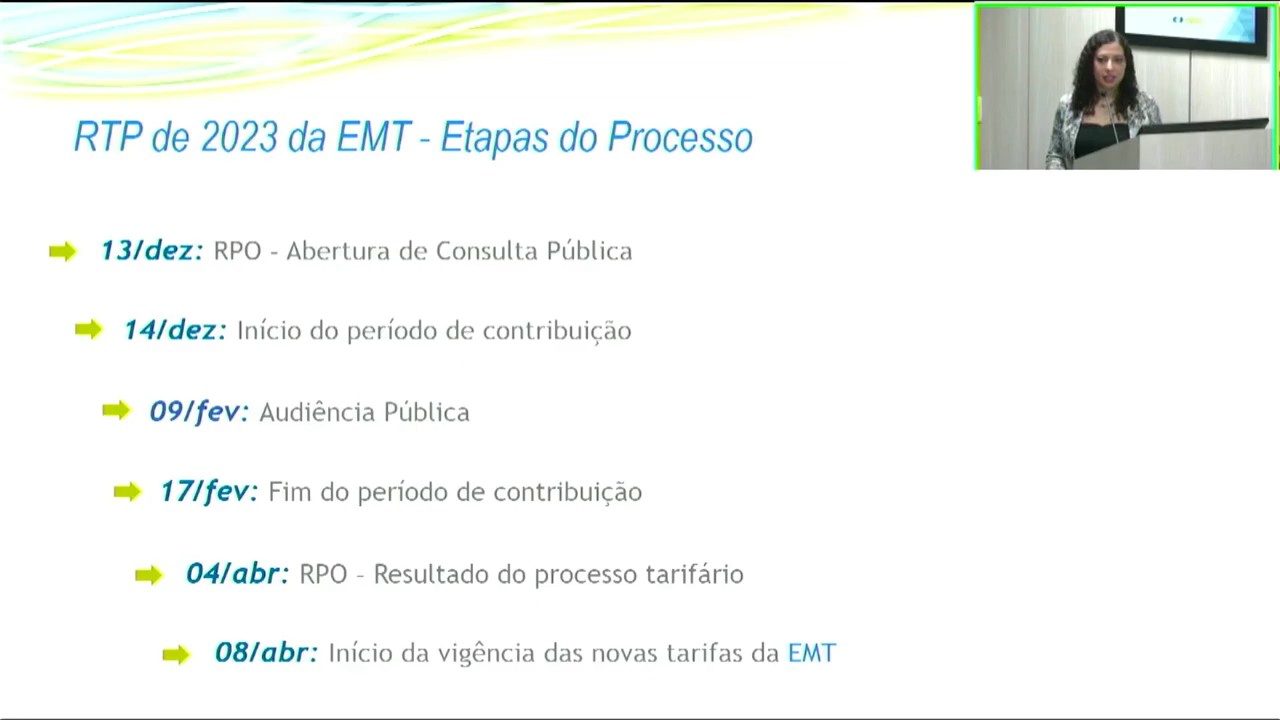 RTP de 2023 da EMT - Etapas do Processo
13/dez: RPO - Abertura de Consulta Pública
14/dez: Início do período de contribuição
09/fev: Audiência Pública
17/fev: Fim do período de contribuição
04/abr: RPO – Resultado do processo tarifário
08/abr: Início da vigência das novas tarifas da EMT